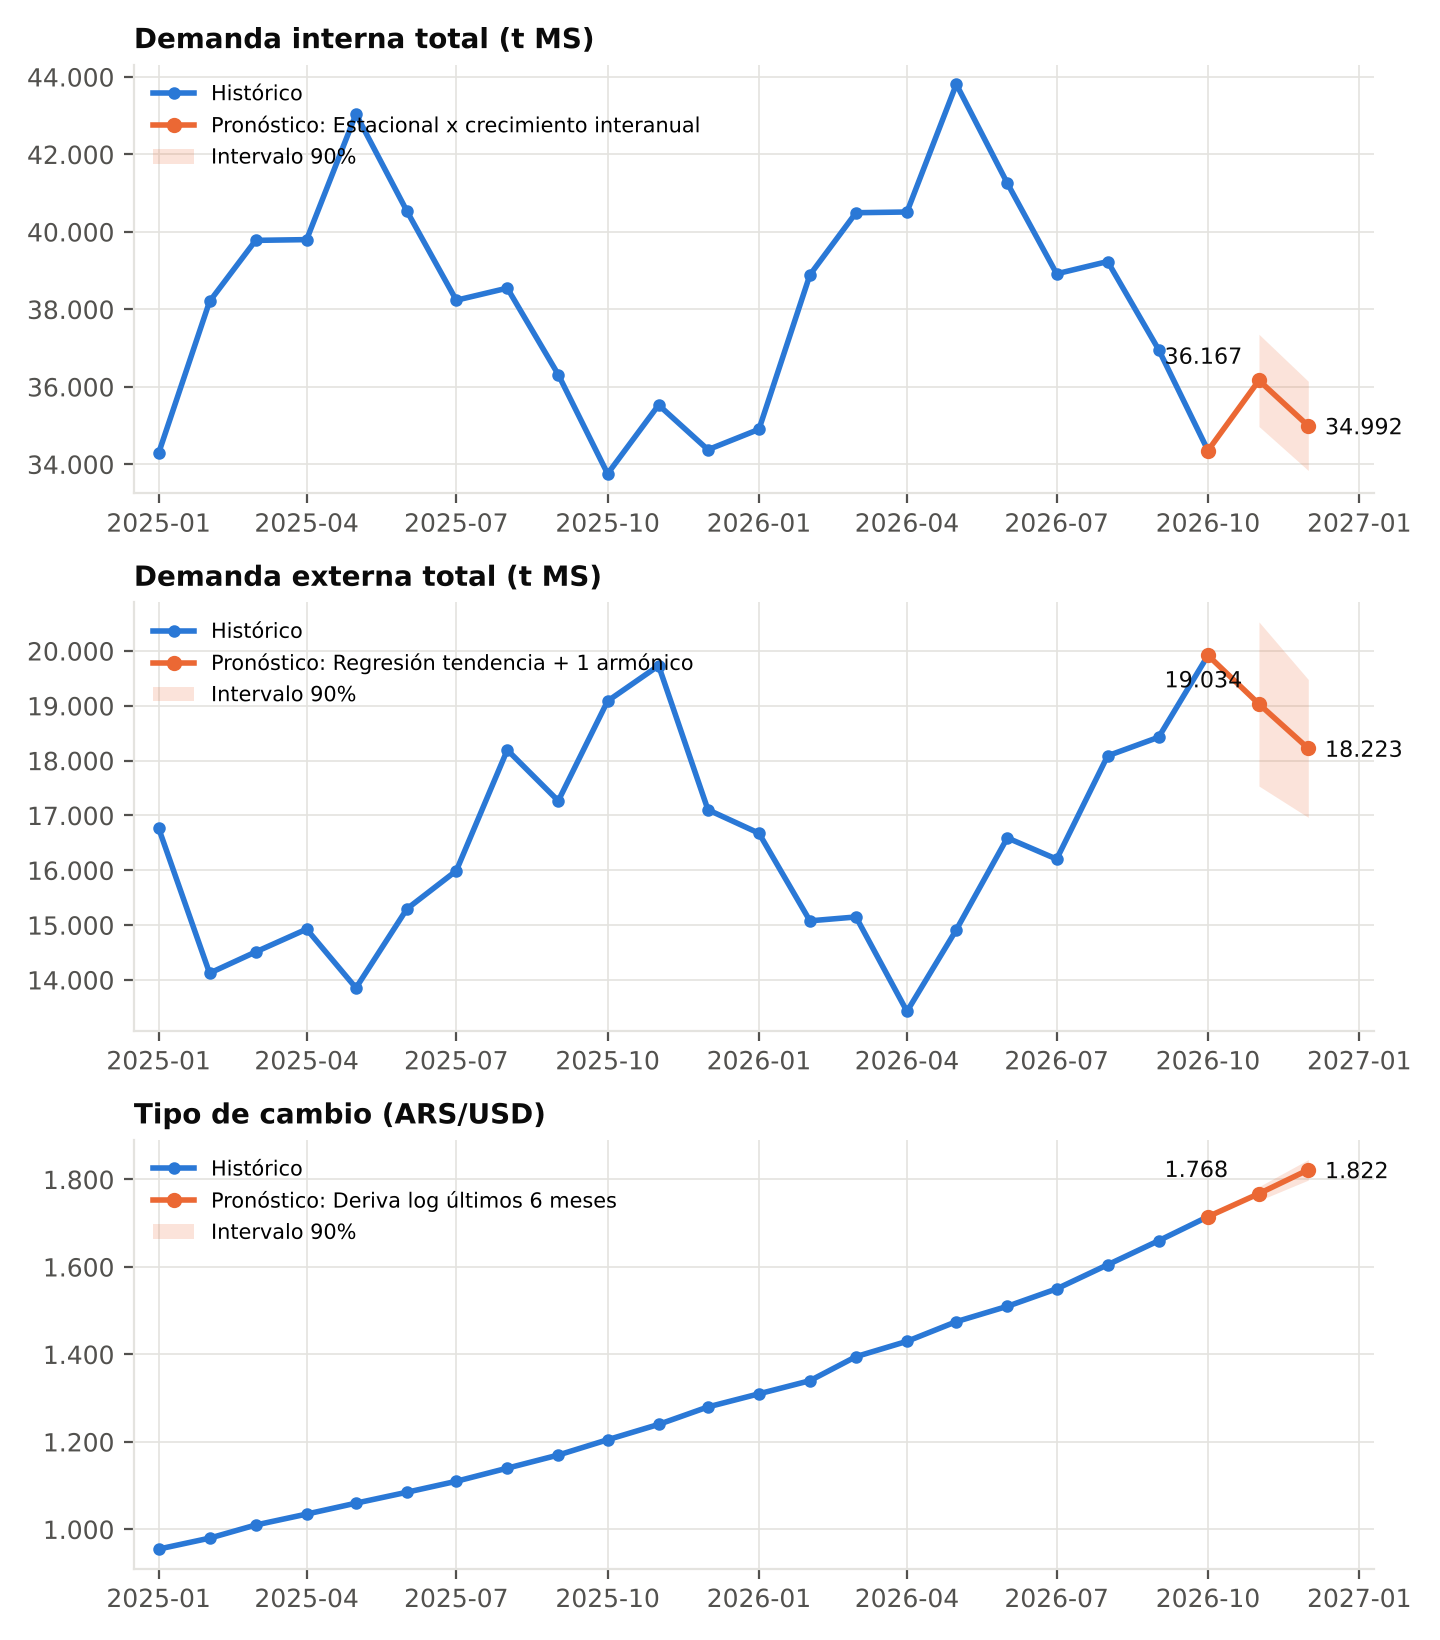 Demanda interna total (t MS)
44.000
42.000
40.000
38.000
36.000
34.000
Histórico
Pronóstico: Estacional x crecimiento interanual
Intervalo 90%
36.167
34.992
2025-01 2025-04 2025-07 2025-10 2026-01 2026-04 2026-07 2026-10 2027-01
Demanda externa total (t MS)
20.000
19.000
18.000
17.000
16.000
15.000
14.000
Histórico
Pronóstico: Regresión tendencia + 1 armónico
Intervalo 90%
19.034
18.223
2025-01 2025-04 2025-07 2025-10 2026-01 2026-04 2026-07 2026-10 2027-01
Tipo de cambio (ARS/USD)
1.800
1.600
1.400
1.200
1.000
Histórico
Pronóstico: Deriva log últimos 6 meses
Intervalo 90%
1.768
1.822
2025-01 2025-04 2025-07 2025-10 2026-01 2026-04 2026-07 2026-10 2027-01